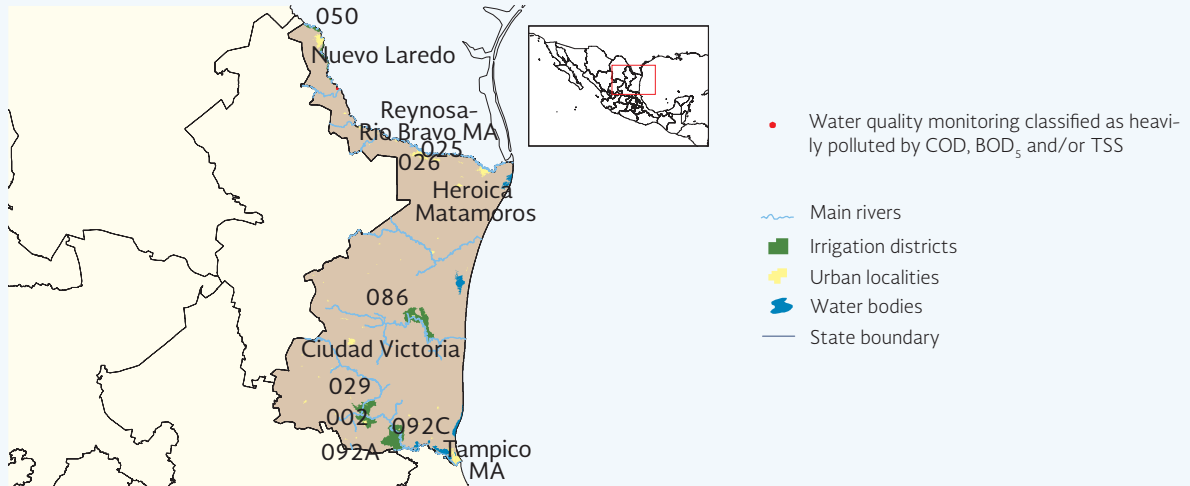 050
Nuevo Laredo
Reynosa-
Río Bravo MA
025
026
Heroica
Matamoros
086
Ciudad Victoria
029
002
092C
092A
Tampico
MA
Water quality monitoring classified as heavi-
ly polluted by COD, BOD5 and/or TSS
Main rivers
Irrigation districts
Urban localities
Water bodies
State boundary